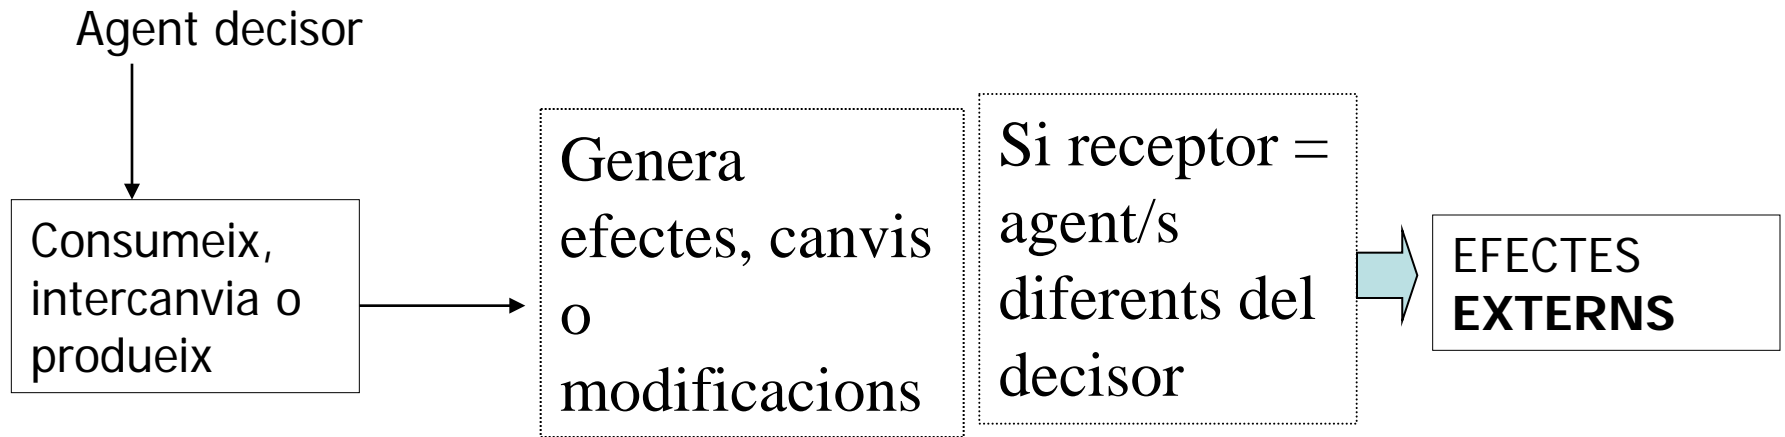 Agent decisor
Consumeix,
intercanvia o
produeix
Genera
efectes, canvis
o
modificacions
Si receptor =
agent/s
diferents del
decisor
EFECTES
EXTERNS